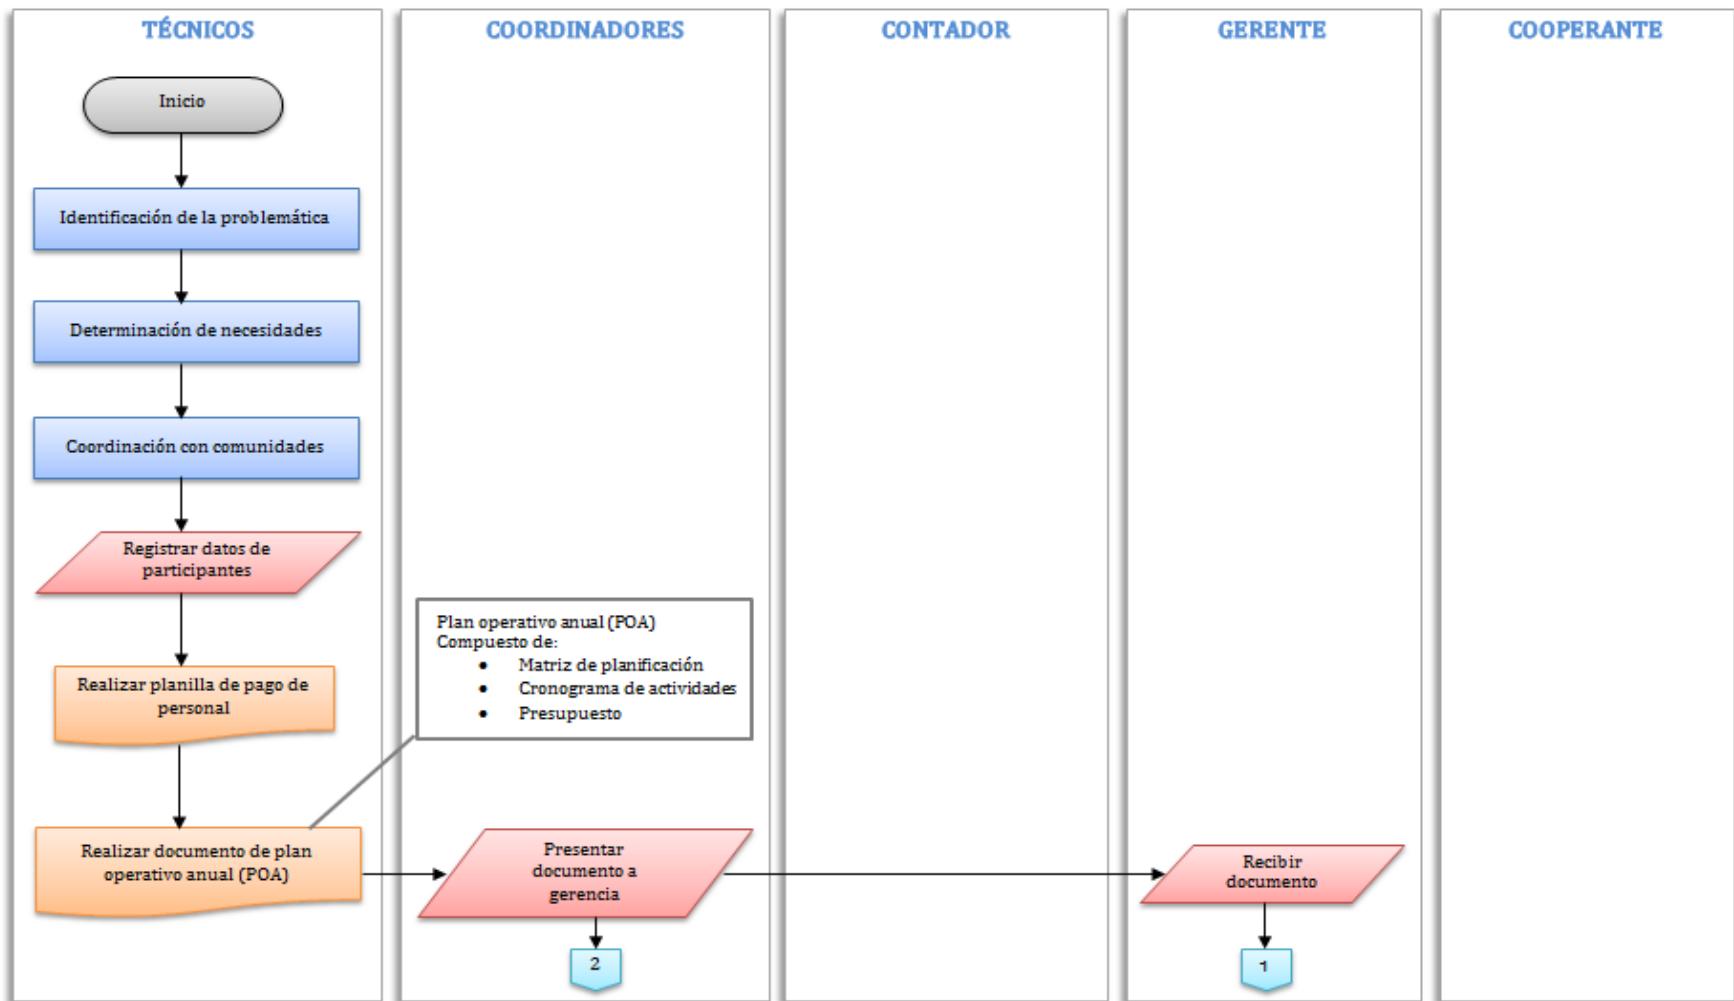 TÉCNICOS
COORDINADORES
CONTADOR
GERENTE
COOPERANTE
Inicio
Identificación de la problemática
Determinación de necesidades
Coordinación con comunidades
Registrar datos de
participantes
Realizar planilla de pago de
personal
Realizar documento de plan
operativo anual (POA)
Plan operativo anual (POA)
Compuesto de:
• Matriz de planificación
• Cronograma de actividades
• Presupuesto
Presentar
documento a
gerencia
2
Recibir
documento
1